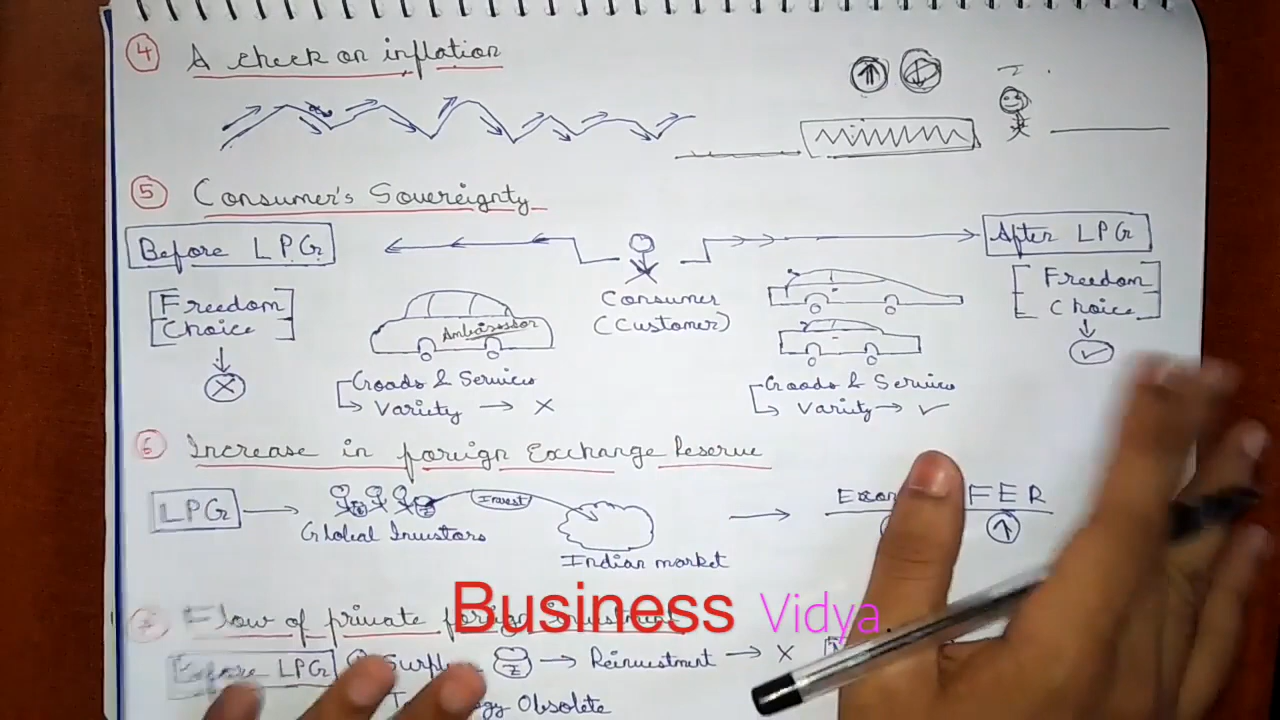 4 A check on inflation
5 Consumer's Sovereignty
Before LPG
After LPG
Freedom
Choice
Ambassador
Consumer
(Customer)
Freedom
Choice
Goods & Services
Variety → X
Goods & Services
Variety → ✓
6 Increase in foreign Exchange Reserve
LPG
Invest
Global Investors
Indian market
FER
7 Flow of private foreign
Business Vidya.
Before LPG
Reinvestment → X
Obsolete